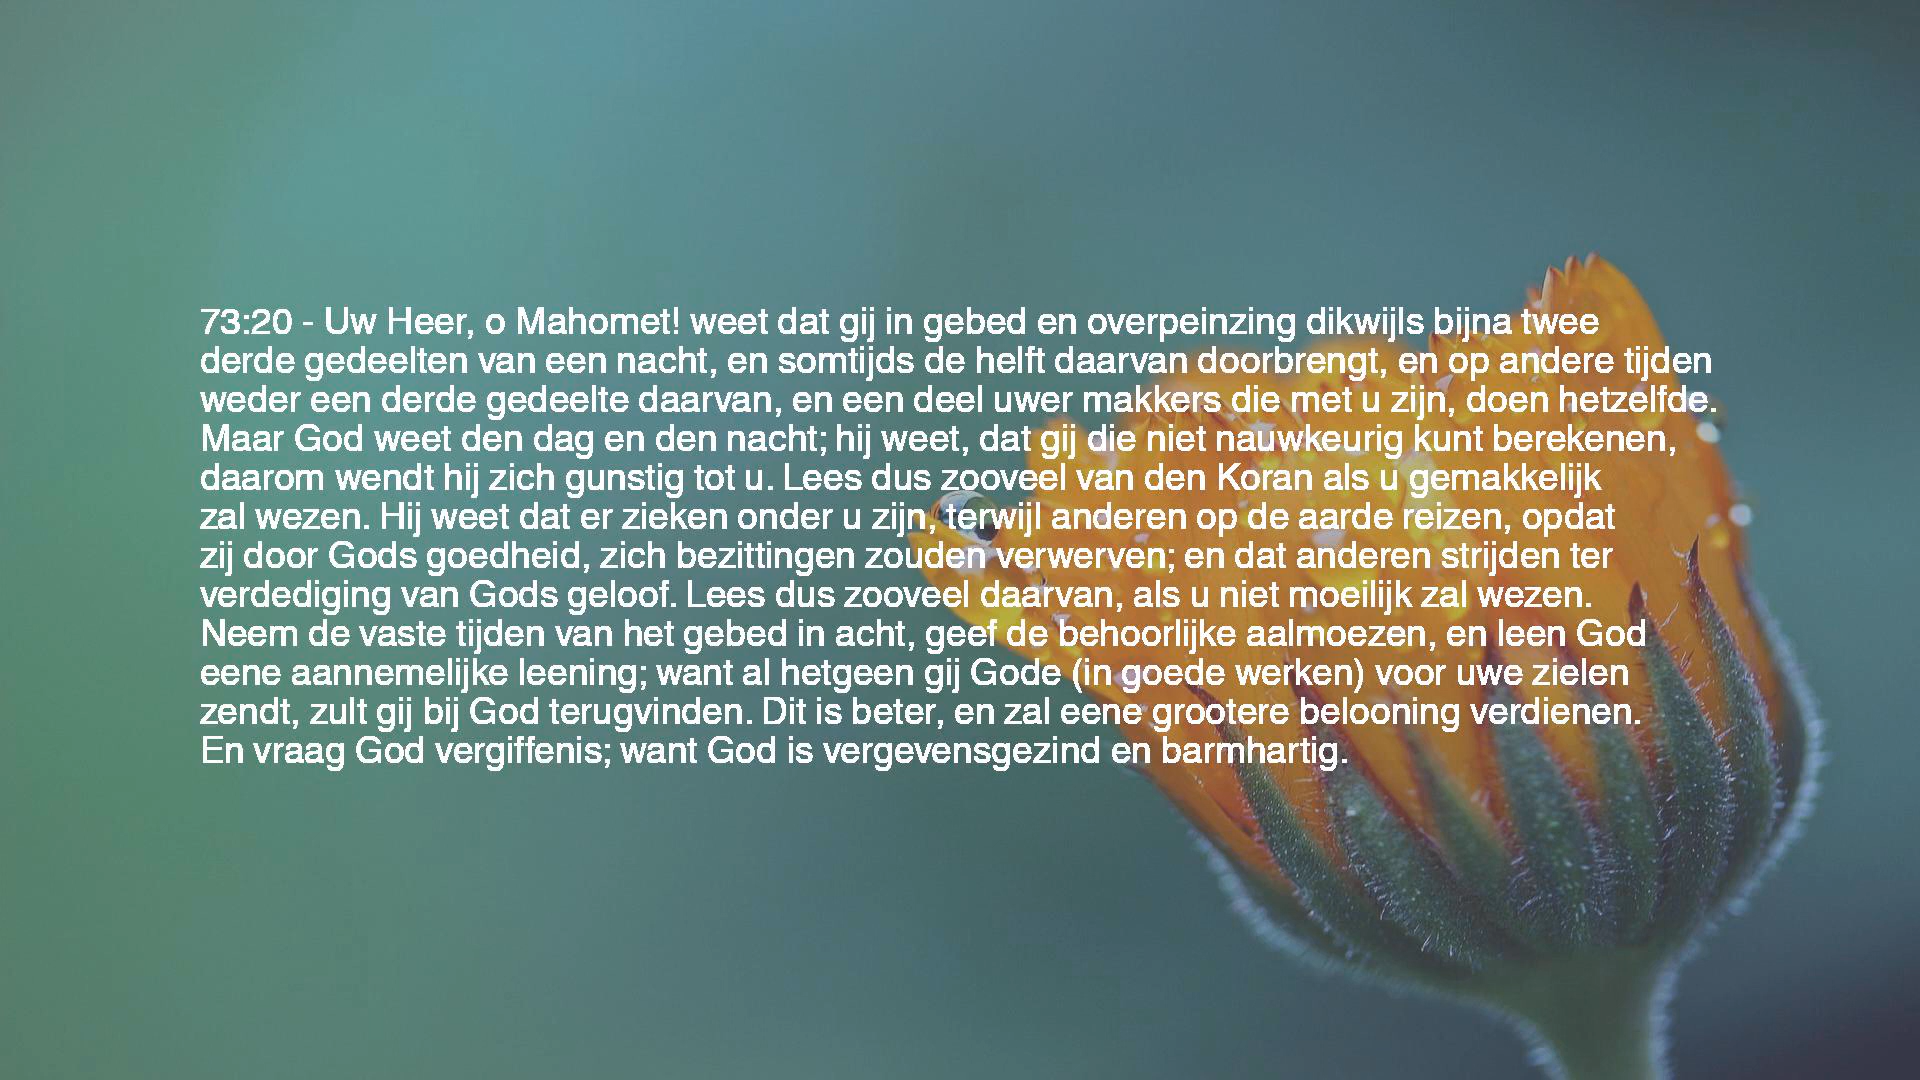 73:20 - Uw Heer, o Mahomet! weet dat gij in gebed en overpeinzing dikwijls bijna twee
derde gedeelten van een nacht, en somtijds de helft daarvan doorbrengt, en op andere tijden
weder een derde gedeelte daarvan, en een deel uwer makkers die met u zijn, doen hetzelfde.
Maar God weet den dag en den nacht; hij weet, dat gij die niet nauwkeurig kunt berekenen,
daarom wendt hij zich gunstig tot u. Lees dus zooveel van den Koran als u gemakkelijk
zal wezen. Hij weet dat er zieken onder u zijn, terwijl anderen op de aarde reizen, opdat
zij door Gods goedheid, zich bezittingen zouden verwerven; en dat anderen strijden ter
verdediging van Gods geloof. Lees dus zooveel daarvan, als u niet moeilijk zal wezen.
Neem de vaste tijden van het gebed in acht, geef de behoorlijke aalmoezen, en leen God
eene aannemelijke leening; want al hetgeen gij Gode (in goede werken) voor uwe zielen
zendt, zult gij bij God terugvinden. Dit is beter, en zal eene grootere belooning verdienen.
En vraag God vergiffenis; want God is vergevensgezind en barmhartig.